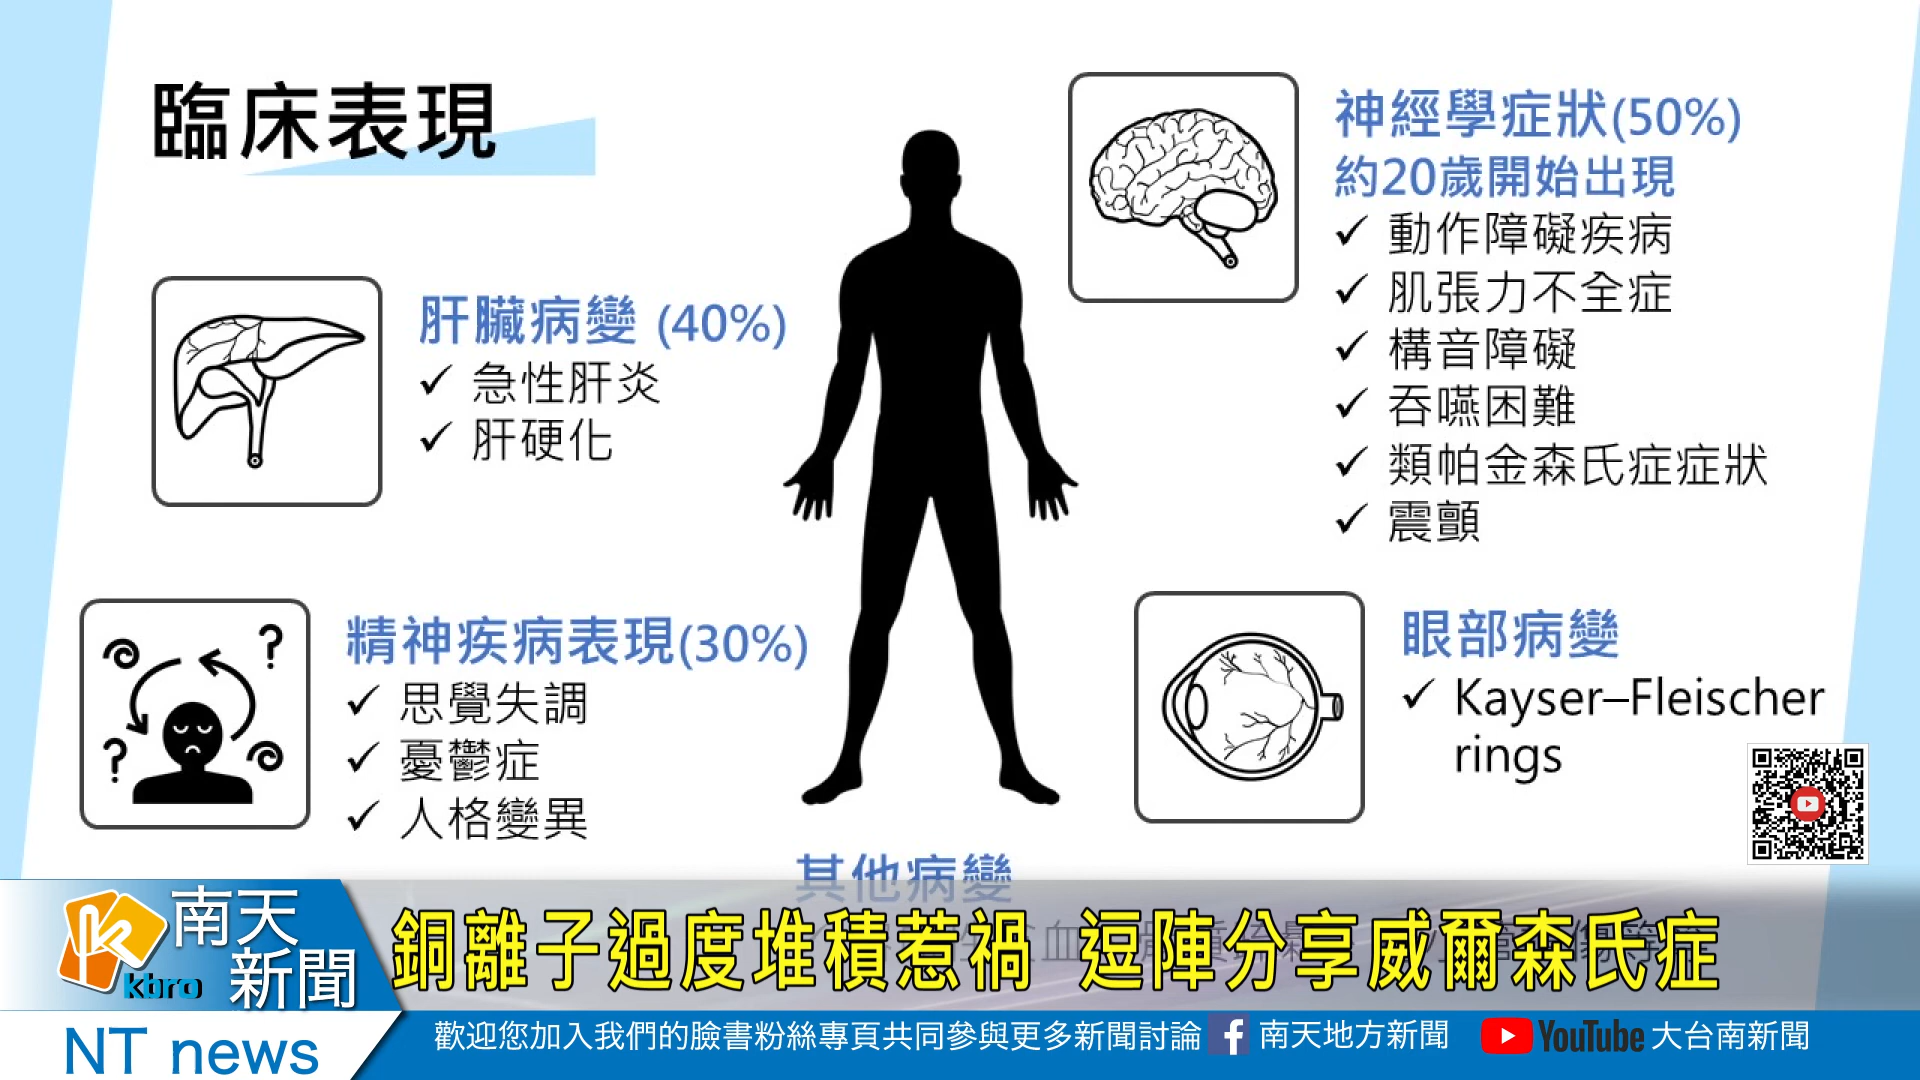 臨床表現
肝臟病變 (40%)
✓ 急性肝炎
✓ 肝硬化
神經學症狀(50%)
約20歲開始出現
✓ 動作障礙疾病
✓ 肌張力不全症
✓ 構音障礙
✓ 吞嚥困難
✓ 類帕金森氏症症狀
✓ 震顫
精神疾病表現(30%)
✓ 思覺失調
✓ 憂鬱症
✓ 人格變異
眼部病變
✓ Kayser–Fleischer
rings
其他病變
南天
新聞
kbro
銅離子過度堆積惹禍 逗陣分享威爾森氏症
NT news
歡迎您加入我們的臉書粉絲專頁共同參與更多新聞討論 南天地方新聞 YouTube 大台南新聞